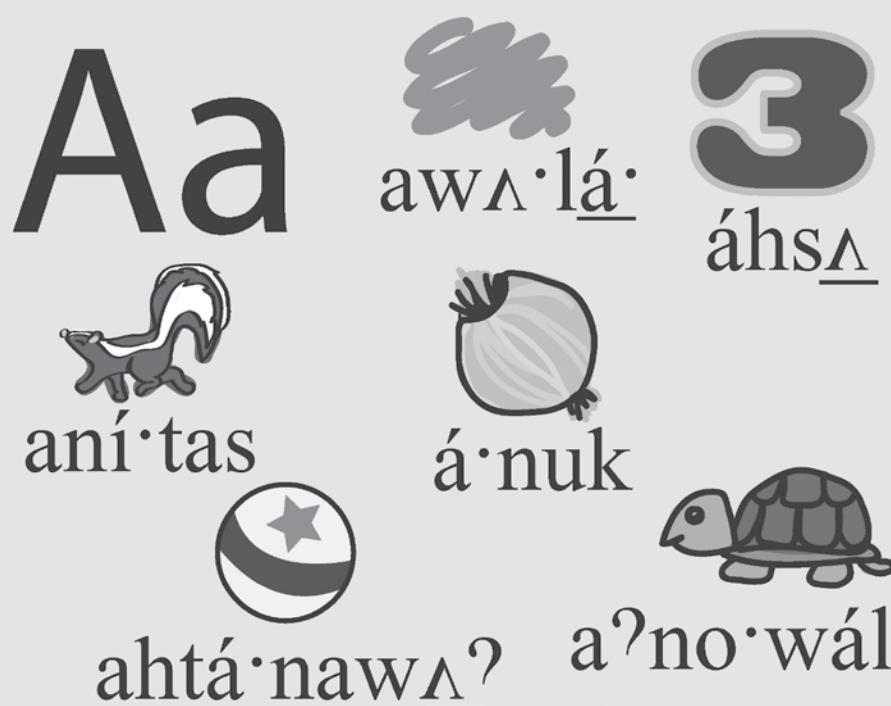 Aa
awʌ·lá·
3
áhsʌ
aní·tas
á·nuk
ahtá·nawʌʔ
aʔno·wál